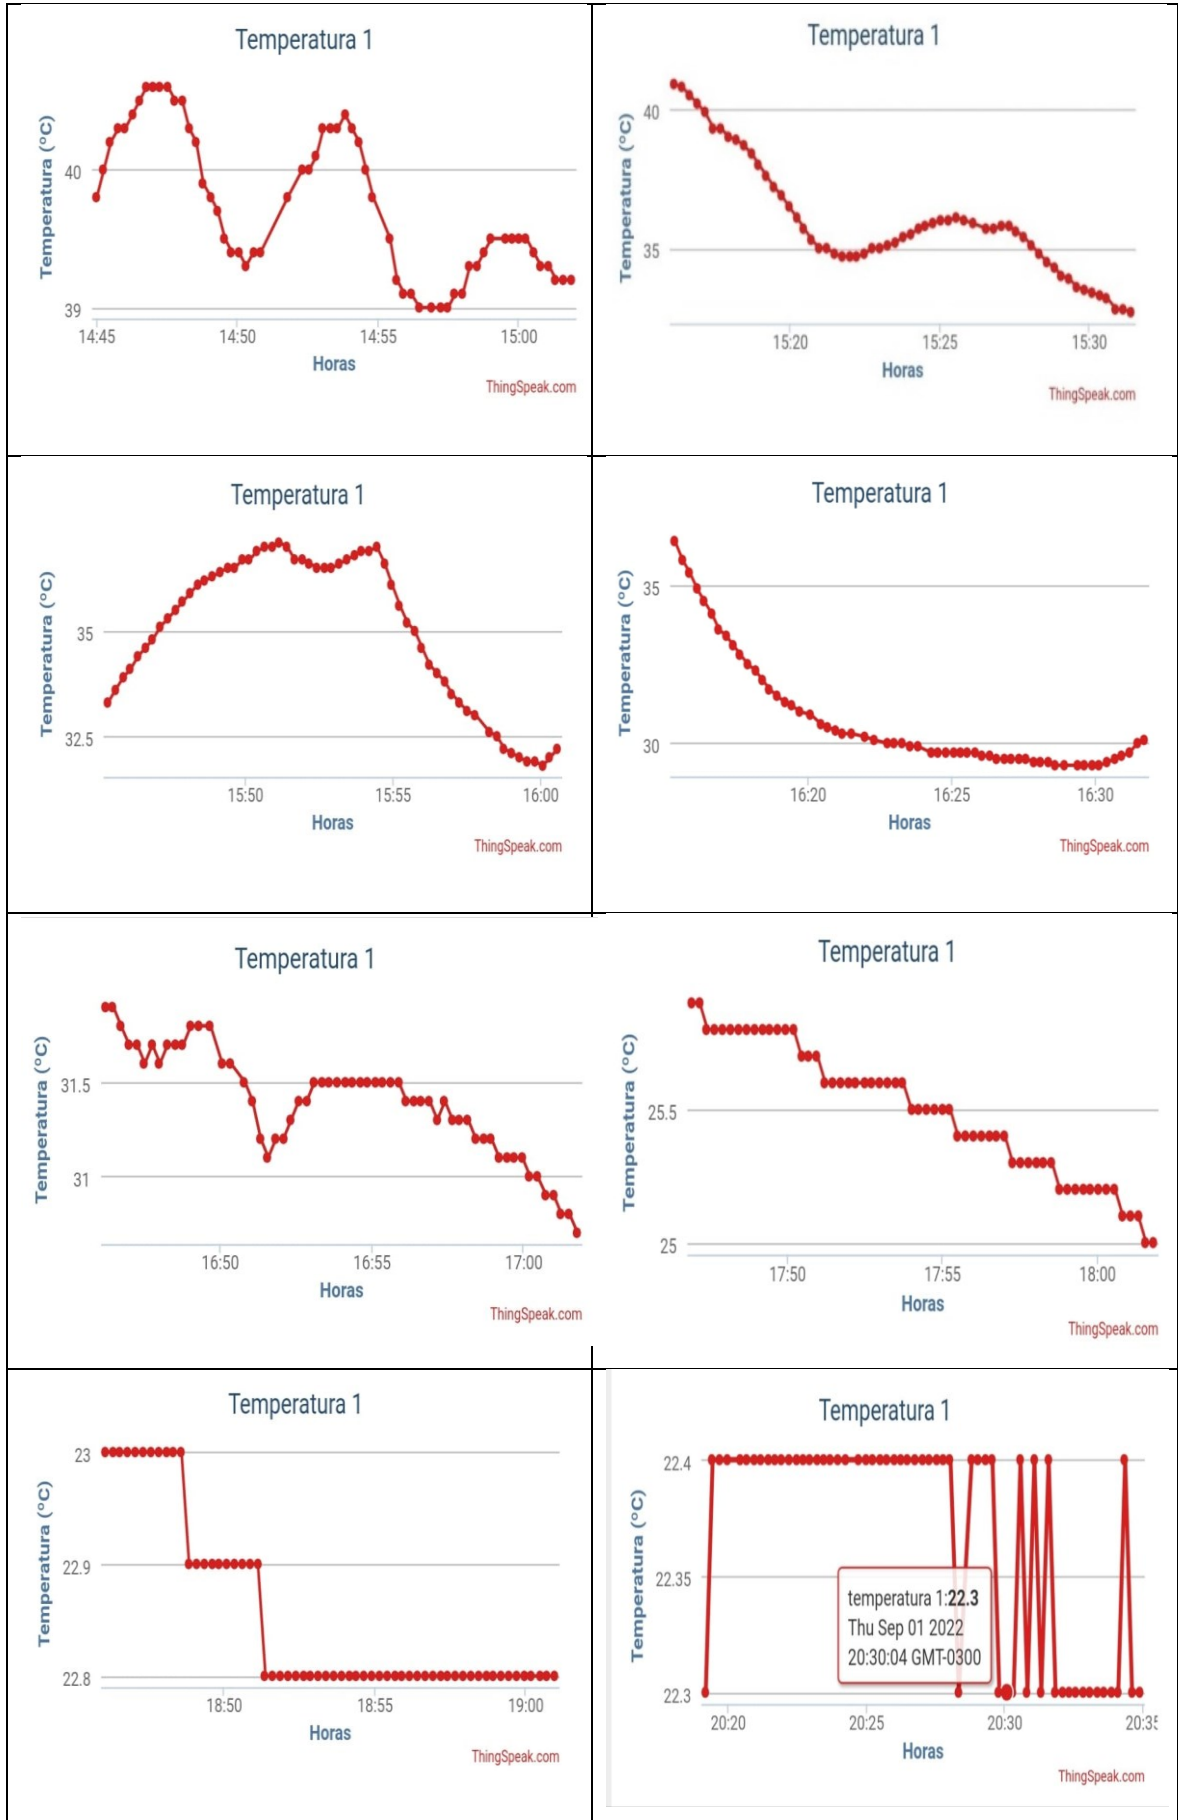 Temperatura 1
Temperatura (°C)
40
39
14:45 14:50 14:55 15:00
Horas
ThingSpeak.com
Temperatura 1
Temperatura (°C)
40
35
15:20 15:25 15:30
Horas
ThingSpeak.com
Temperatura 1
Temperatura (°C)
35
32.5
15:50 15:55 16:00
Horas
ThingSpeak.com
Temperatura 1
Temperatura (°C)
35
30
16:20 16:25 16:30
Horas
ThingSpeak.com
Temperatura 1
Temperatura (°C)
31.5
31
16:50 16:55 17:00
Horas
ThingSpeak.com
Temperatura 1
Temperatura (°C)
25.5
25
17:50 17:55 18:00
Horas
ThingSpeak.com
Temperatura 1
Temperatura (°C)
23
22.9
22.8
18:50 18:55 19:00
Horas
ThingSpeak.com
Temperatura 1
Temperatura (°C)
22.4
22.35
22.3
temperatura 1:22.3
Thu Sep 01 2022
20:30:04 GMT-0300
20:20 20:25 20:30 20:35
Horas
ThingSpeak.com